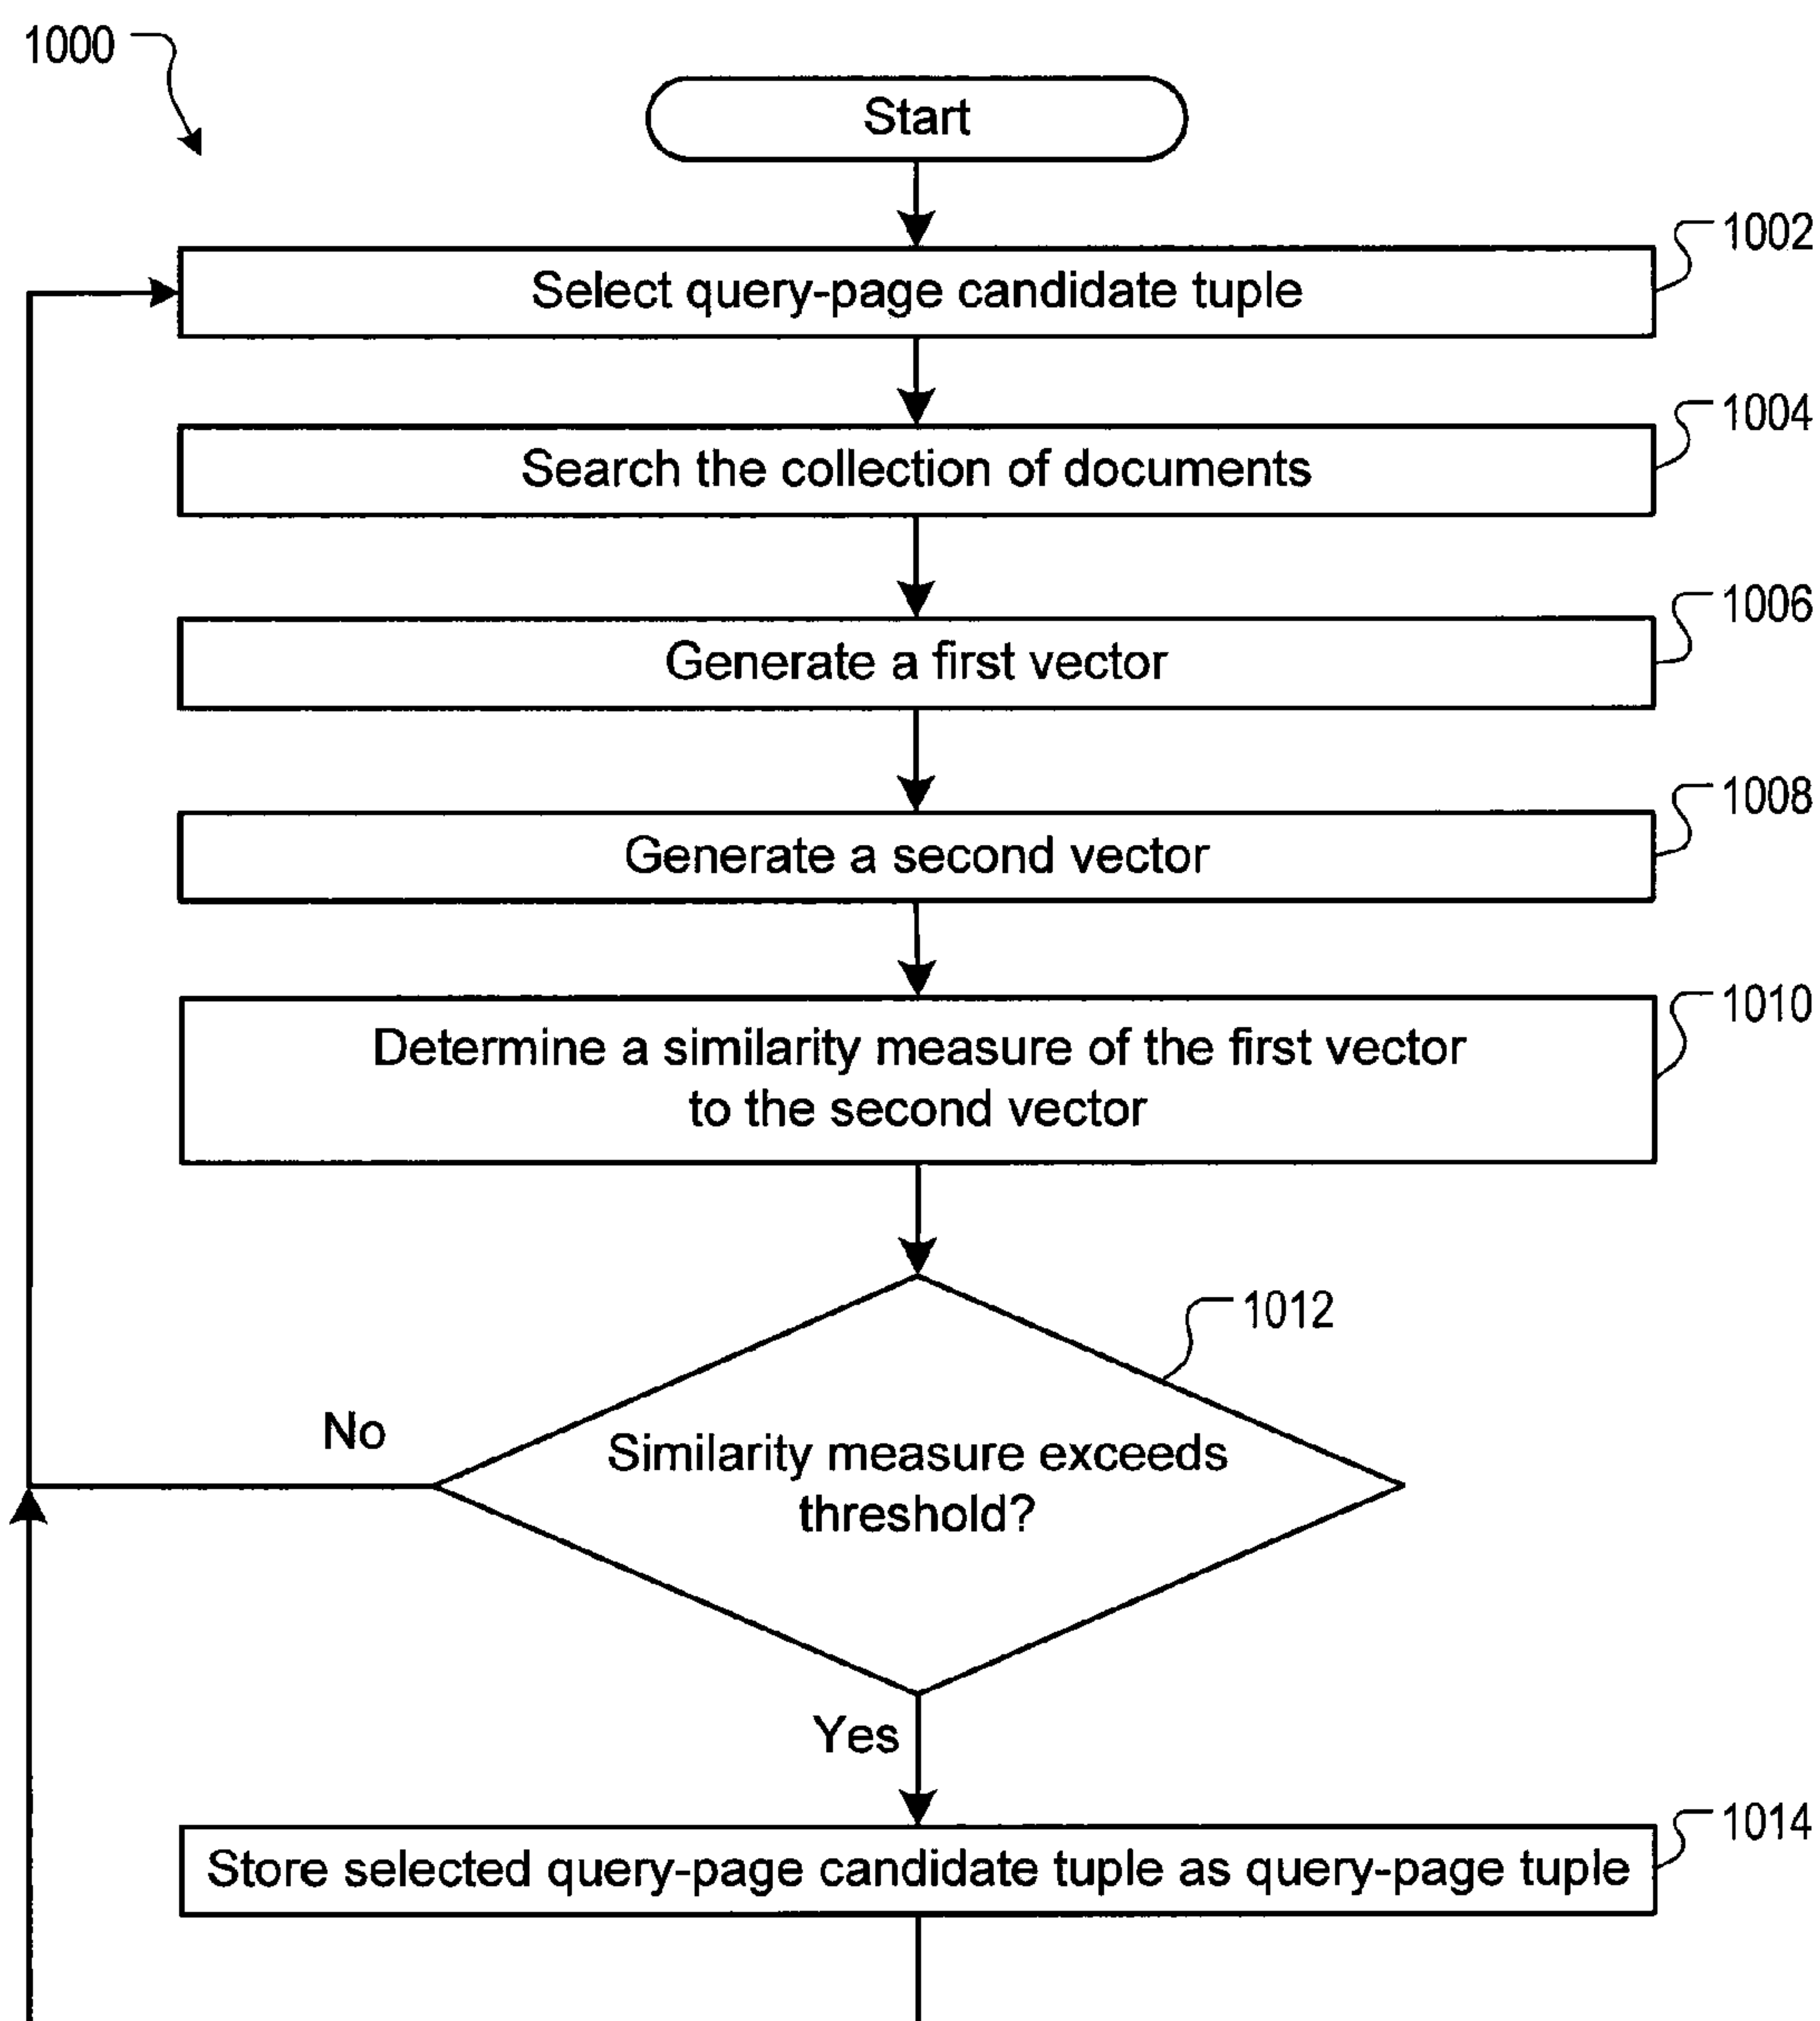 1000
Start
1002
Select query-page candidate tuple
1004
Search the collection of documents
1006
Generate a first vector
1008
Generate a second vector
1010
Determine a similarity measure of the first vector
to the second vector
1012
No
Similarity measure exceeds
threshold?
Yes
1014
Store selected query-page candidate tuple as query-page tuple